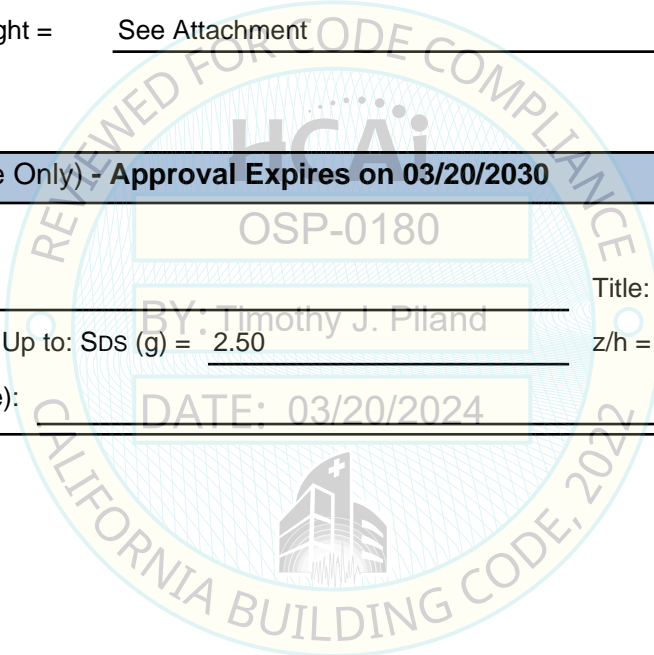 ght = See Attachment
e Only) - Approval Expires on 03/20/2030
Title:
Up to: SDS (g) = 2.50 z/h =
e):
REVIEWED FOR CODE COMPLIANCE
HCAi
OSP-0180
BY: Timothy J. Piland
DATE: 03/20/2024
CALIFORNIA BUILDING CODE, 2022